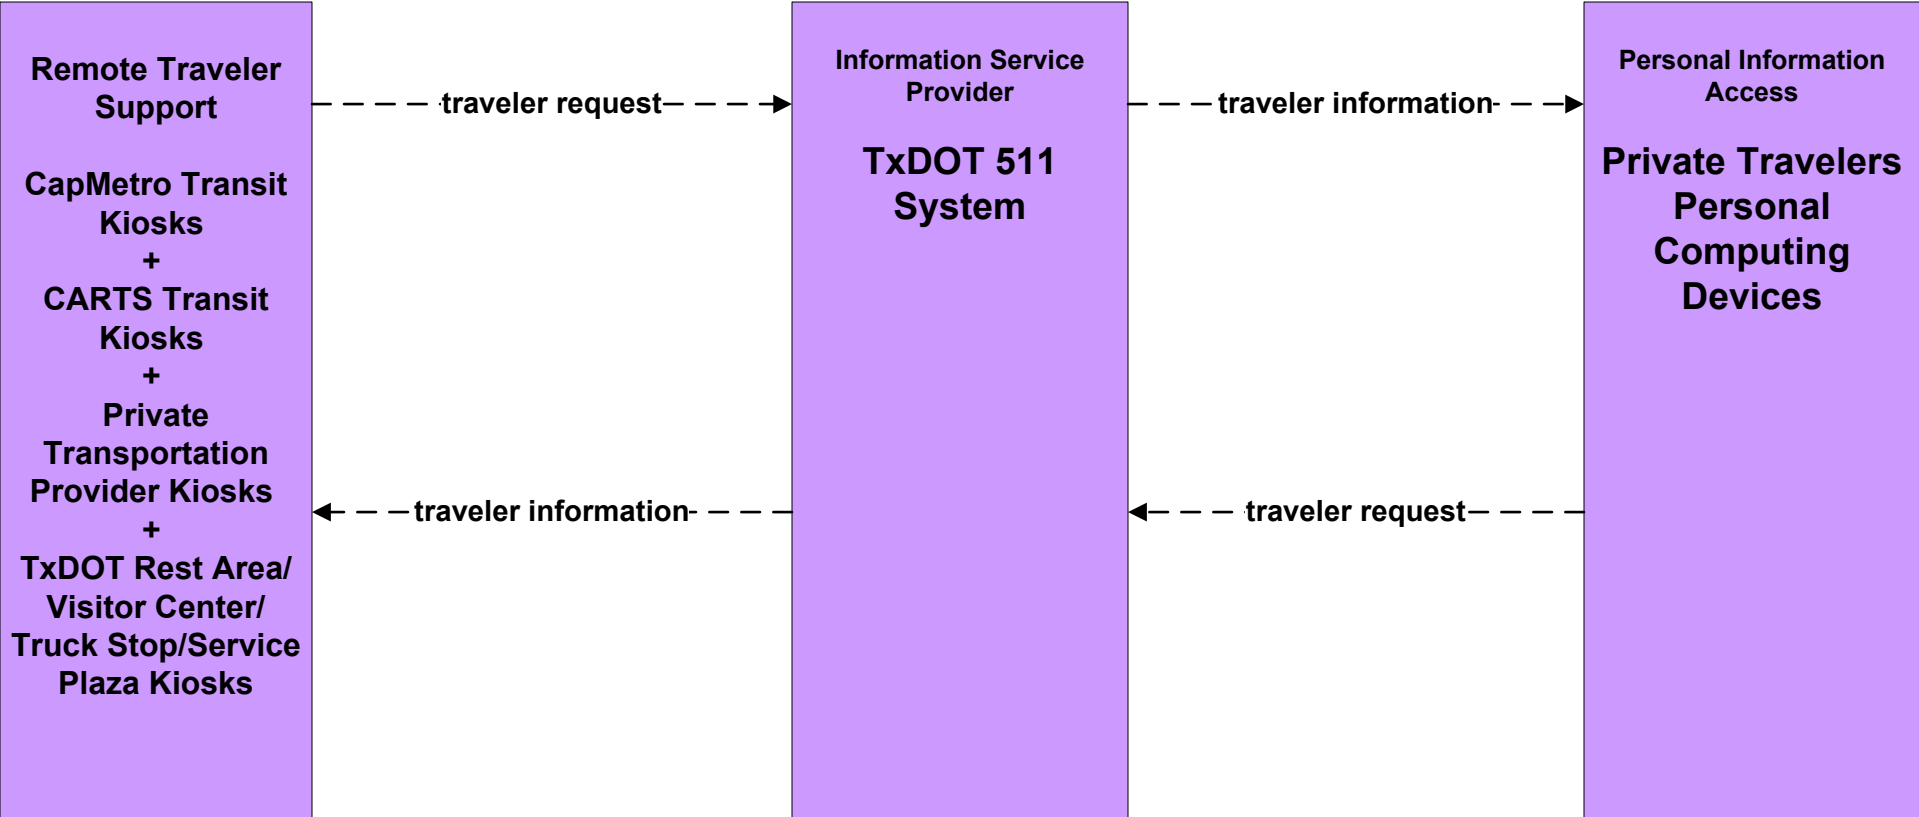 Remote Traveler
Support
CapMetro Transit
Kiosks
+
CARTS Transit
Kiosks
+
Private
Transportation
Provider Kiosks
+
TxDOT Rest Area/
Visitor Center/
Truck Stop/Service
Plaza Kiosks
traveler request
traveler information
Information Service
Provider
TxDOT 511
System
traveler information
traveler request
Personal Information
Access
Private Travelers
Personal
Computing
Devices